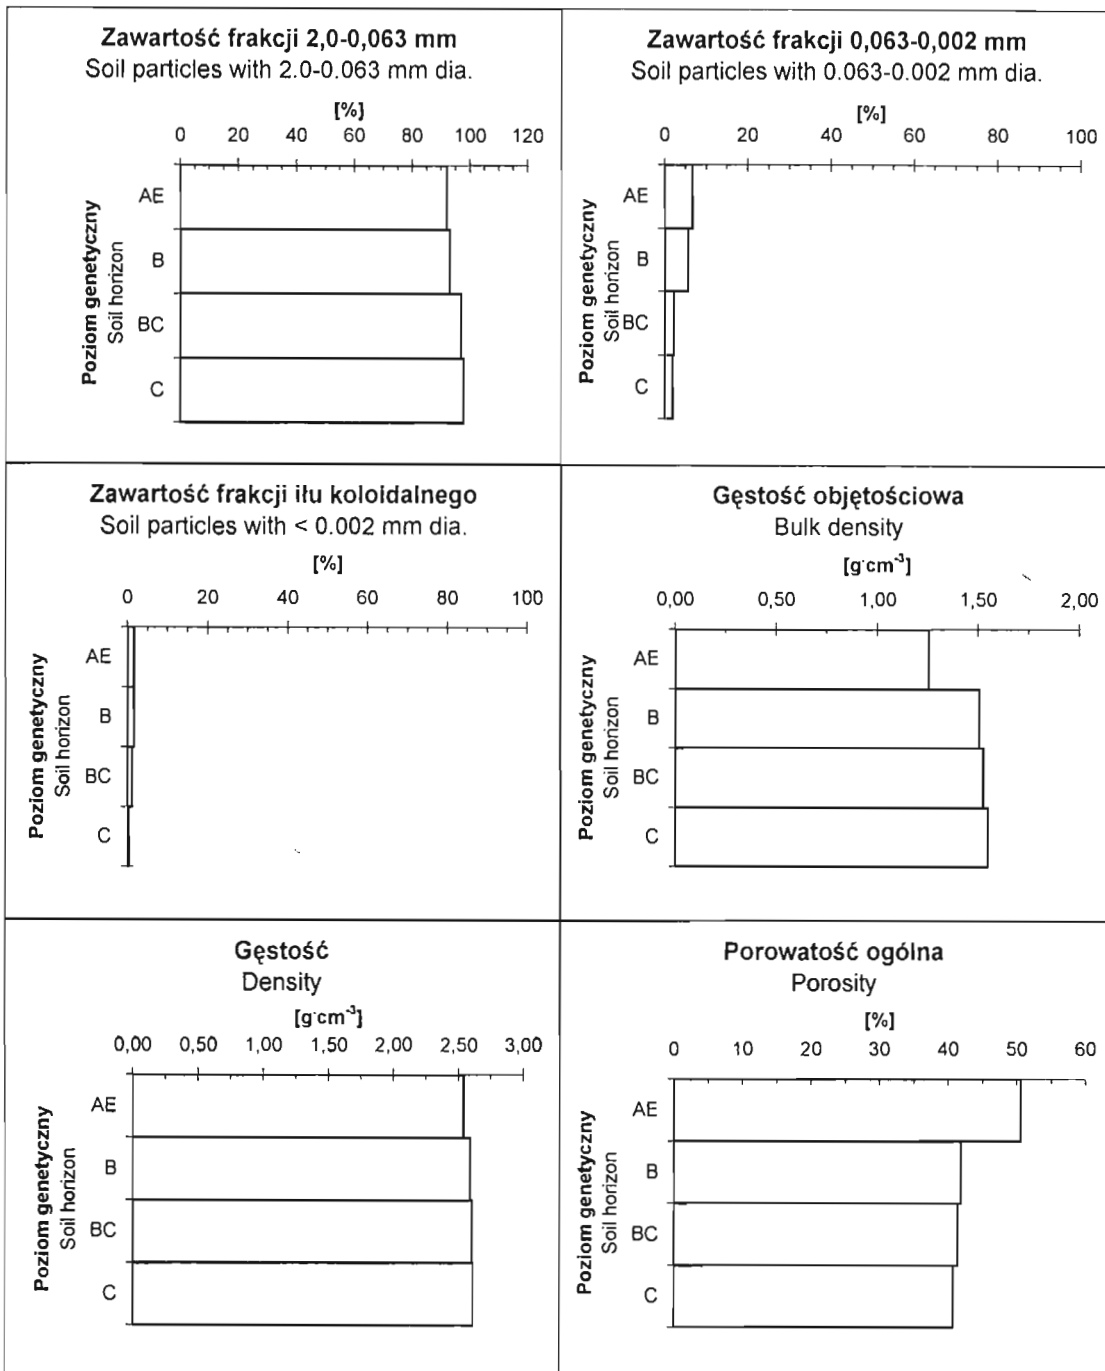 Zawartość frakcji 2,0-0,063 mm
Soil particles with 2.0-0.063 mm dia.
[%]
0 20 40 60 80 100 120
Poziom genetyczny
Soil horizon
AE
B
BC
C
Zawartość frakcji 0,063-0,002 mm
Soil particles with 0.063-0.002 mm dia.
[%]
0 20 40 60 80 100
Poziom genetyczny
Soil horizon
AE
B
BC
C
Zawartość frakcji iłu koloidalnego
Soil particles with < 0.002 mm dia.
[%]
0 20 40 60 80 100
Poziom genetyczny
Soil horizon
AE
B
BC
C
Gęstość objętościowa
Bulk density
[g·cm⁻³]
0,00 0,50 1,00 1,50 2,00
Poziom genetyczny
Soil horizon
AE
B
BC
C
Gęstość
Density
[g·cm⁻³]
0,00 0,50 1,00 1,50 2,00 2,50 3,00
Poziom genetyczny
Soil horizon
AE
B
BC
C
Porowatość ogólna
Porosity
[%]
0 10 20 30 40 50 60
Poziom genetyczny
Soil horizon
AE
B
BC
C